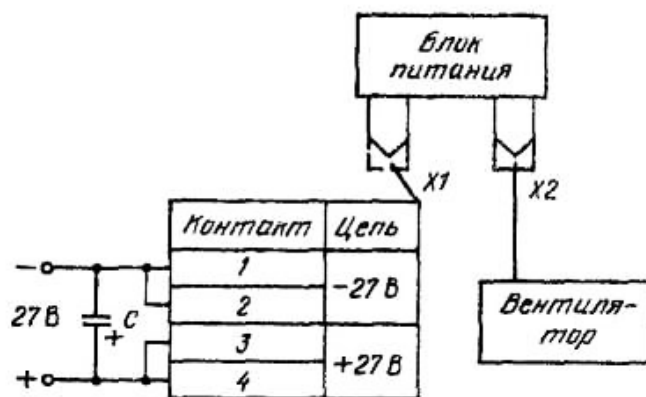 Блок
питания
X1
X2
Контакт Цепь
1
-27 В
2
3
+27 В
4
-
27 В
+ C
+
Вентиля-
тор